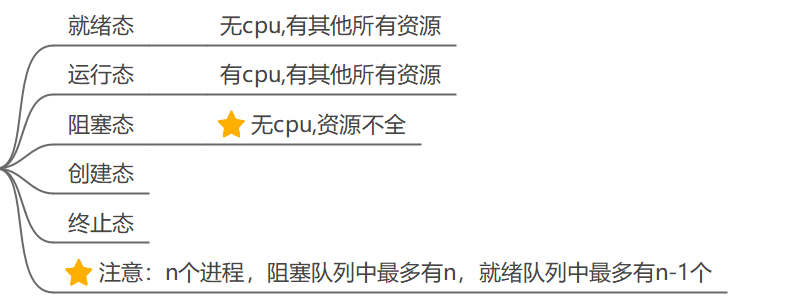 就绪态 无cpu,有其他所有资源
运行态 有cpu,有其他所有资源
阻塞态 无cpu,资源不全
创建态
终止态
注意：n个进程，阻塞队列中最多有n，就绪队列中最多有n-1个